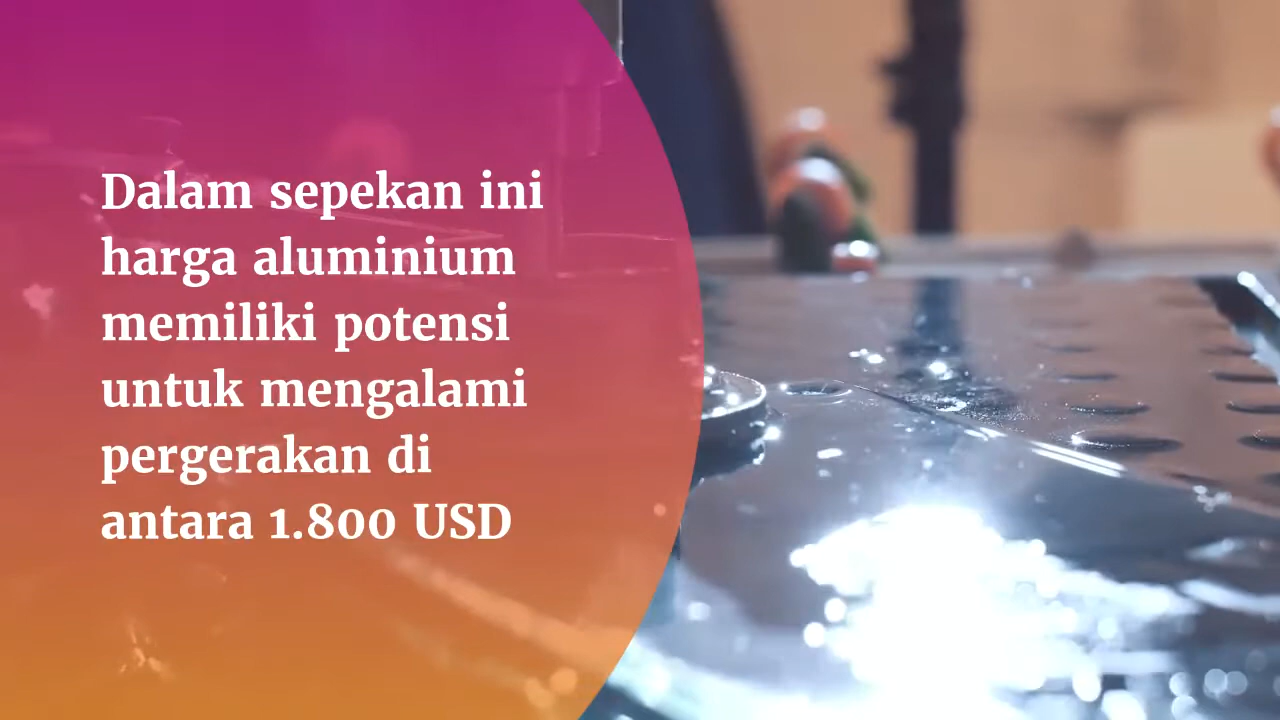 Dalam sepekan ini
harga aluminium
memiliki potensi
untuk mengalami
pergerakan di
antara 1.800 USD